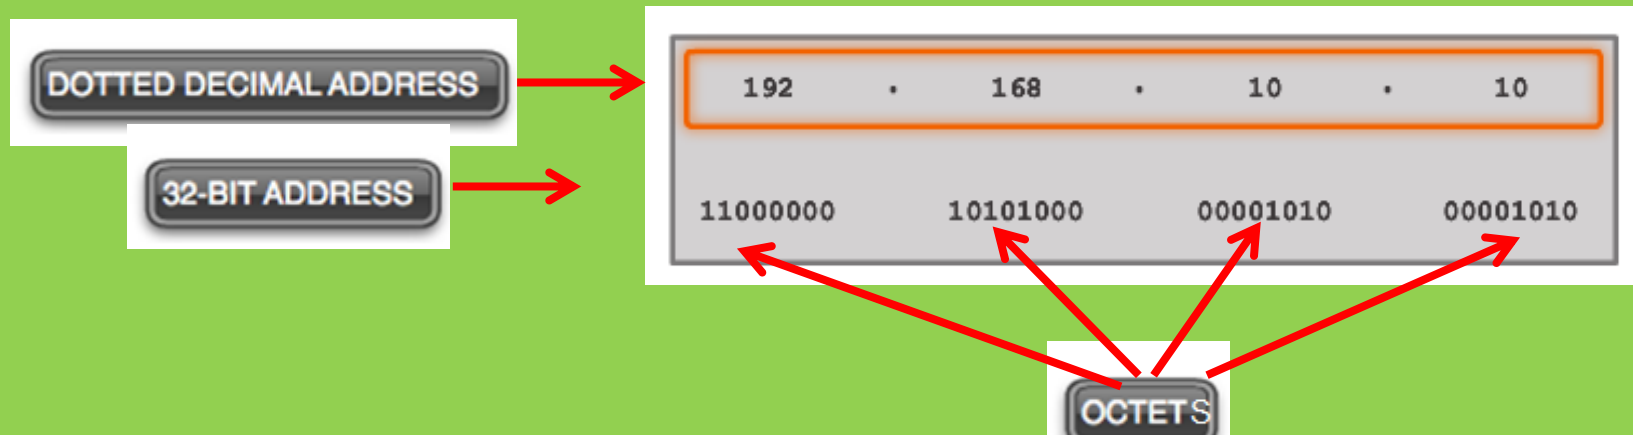 DOTTED DECIMAL ADDRESS
192 . 168 . 10 . 10
32-BIT ADDRESS
11000000 10101000 00001010 00001010
OCTETS